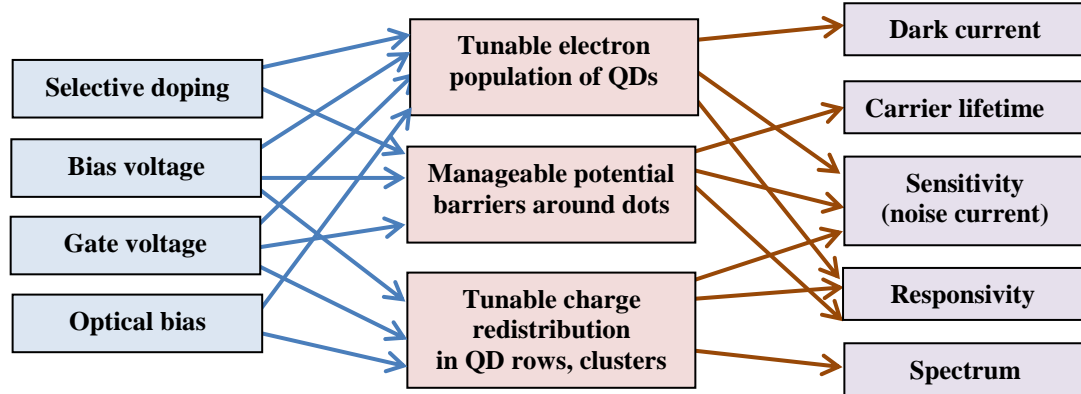 Selective doping
Bias voltage
Gate voltage
Optical bias
Tunable electron
population of QDs
Manageable potential
barriers around dots
Tunable charge
redistribution
in QD rows, clusters
Dark current
Carrier lifetime
Sensitivity
(noise current)
Responsivity
Spectrum